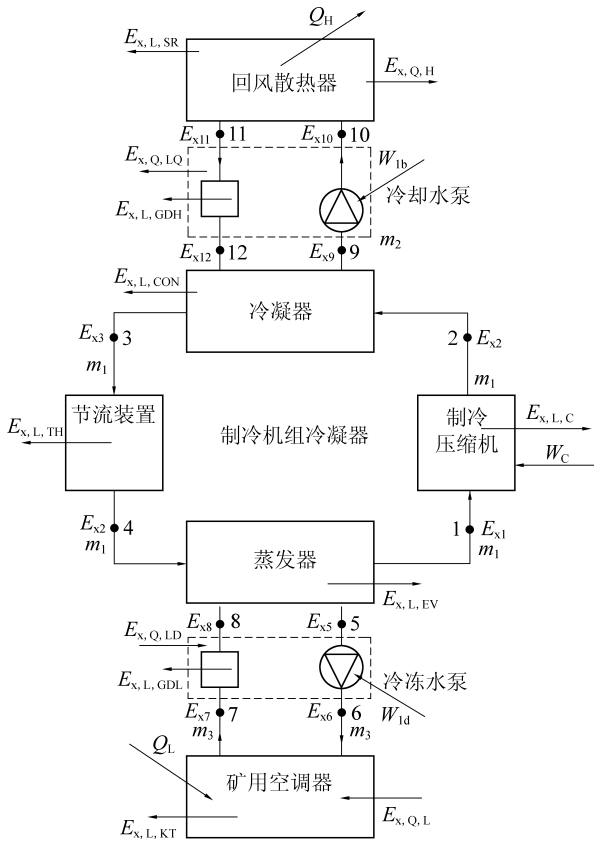 Q_H
E_x, L, SR
回风散热器
E_x, Q, H
E_x11 11
E_x10 10
E_x, Q, LQ
W_1b
冷却水泵
E_x, L, GDH
m_2
E_x12 12
E_x9 9
E_x, L, CON
冷凝器
E_x3 3
2 E_x2
m_1
m_1
节流装置
制冷
压缩机
E_x, L, TH
制冷机组冷凝器
E_x, L, C
W_C
E_x2 4
m_1
1 E_x1
m_1
蒸发器
E_x, L, EV
E_x8 8
E_x5 5
E_x, Q, LD
冷冻水泵
E_x, L, GDL
W_1d
E_x7 7
E_x6 6
m_3
m_3
Q_L
矿用空调器
E_x, L, KT
E_x, Q, L